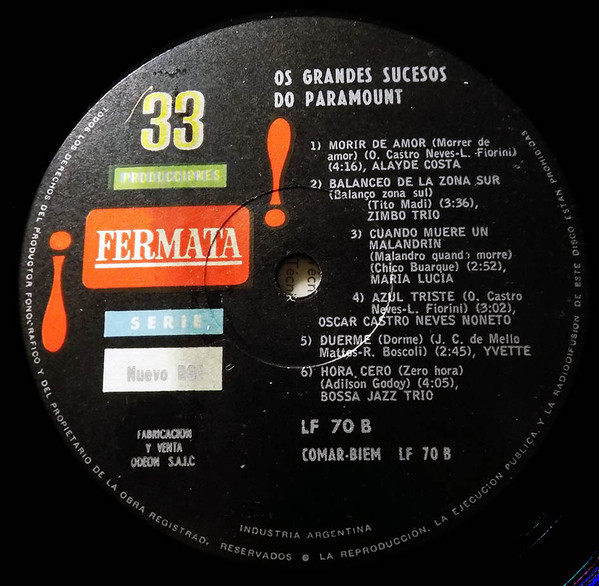 33
PRODUCCIONES
FERMATA
SERIE
Nuevo
FABRICACION
Y VENTA
ODEON S.A.I.C
OS GRANDES SUCESOS
DO PARAMOUNT
1) MORIR DE AMOR (Morrer de
amor) (O. Castro Neves-L. Fiorini)
(4:16), ALAYDE COSTA
2) BALANCEO DE LA ZONA SUR
(Balanço zona sul)
(Tito Madi) (3:36),
ZIMBO TRIO
3) CUANDO MUERE UN
MALANDRIN
(Malandro quando morre)
(Chico Buarque) (2:52),
MARIA LUCIA
4) AZUL TRISTE (O. Castro
Neves-L. Fiorini) (3:02),
OSCAR CASTRO NEVES NONETO
5) DUERME (Dorme) (J. C. de Mello
Mattos-R. Boscoli) (2:45), YVETTE
6) HORA CERO (Zero hora)
(Adilson Godoy) (4:05),
BOSSA JAZZ TRIO
LF 70 B
COMAR-BIEM LF 70 B
INDUSTRIA ARGENTINA
TODOS LOS DERECHOS DEL PRODUCTOR FONOGRAFICO Y DEL PROPIETARIO DE LA OBRA REGISTRAD. RESERVADOS • LA REPRODUCCIÓN, LA EJECUCION PUBLICA, Y LA RADIODIFUSION DE ESTE DISCO ESTAN PROHIBIDAS